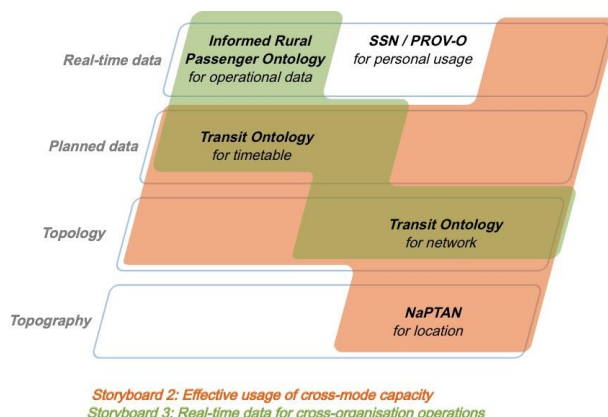 Real-time data
Informed Rural
Passenger Ontology
for operational data
SSN / PROV-O
for personal usage
Planned data
Transit Ontology
for timetable
Topology
Transit Ontology
for network
Topography
NaPTAN
for location
Storyboard 2: Effective usage of cross-mode capacity
Storyboard 3: Real-time data for cross-organisation operations